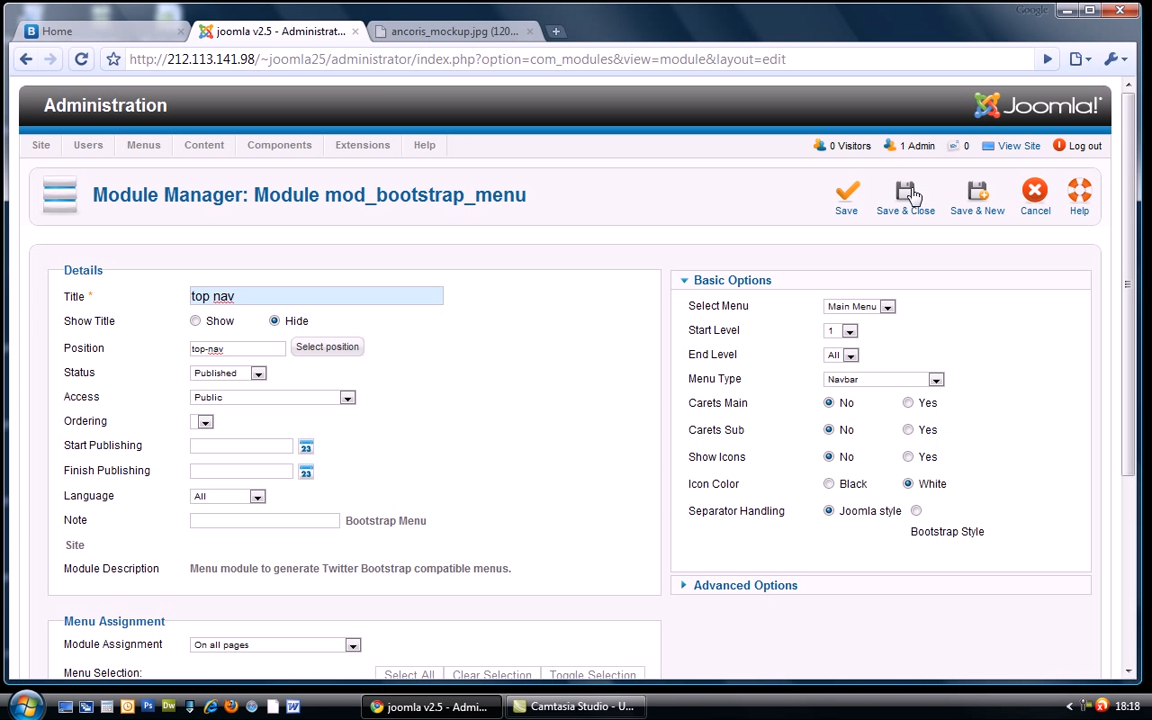 Google
Home
joomla v2.5 - Administrat...
ancoris_mockup.jpg (120...
http://212.113.141.98/~joomla25/administrator/index.php?option=com_modules&view=module&layout=edit
Administration
Joomla!
Site Users Menus Content Components Extensions Help
0 Visitors 1 Admin 0 View Site Log out
Module Manager: Module mod_bootstrap_menu
Save Save & Close Save & New Cancel Help
Details
Title * top nav
Show Title Show Hide
Position top-nav Select position
Status Published
Access Public
Ordering
Start Publishing 23
Finish Publishing 23
Language All
Note Bootstrap Menu
Site
Module Description Menu module to generate Twitter Bootstrap compatible menus.
Menu Assignment
Module Assignment On all pages
Menu Selection: Select All Clear Selection Toggle Selection
Basic Options
Select Menu Main Menu
Start Level 1
End Level All
Menu Type Navbar
Carets Main No Yes
Carets Sub No Yes
Show Icons No Yes
Icon Color Black White
Separator Handling Joomla style
Bootstrap Style
Advanced Options
joomla v2.5 - Admi...
Camtasia Studio - U...
18:18